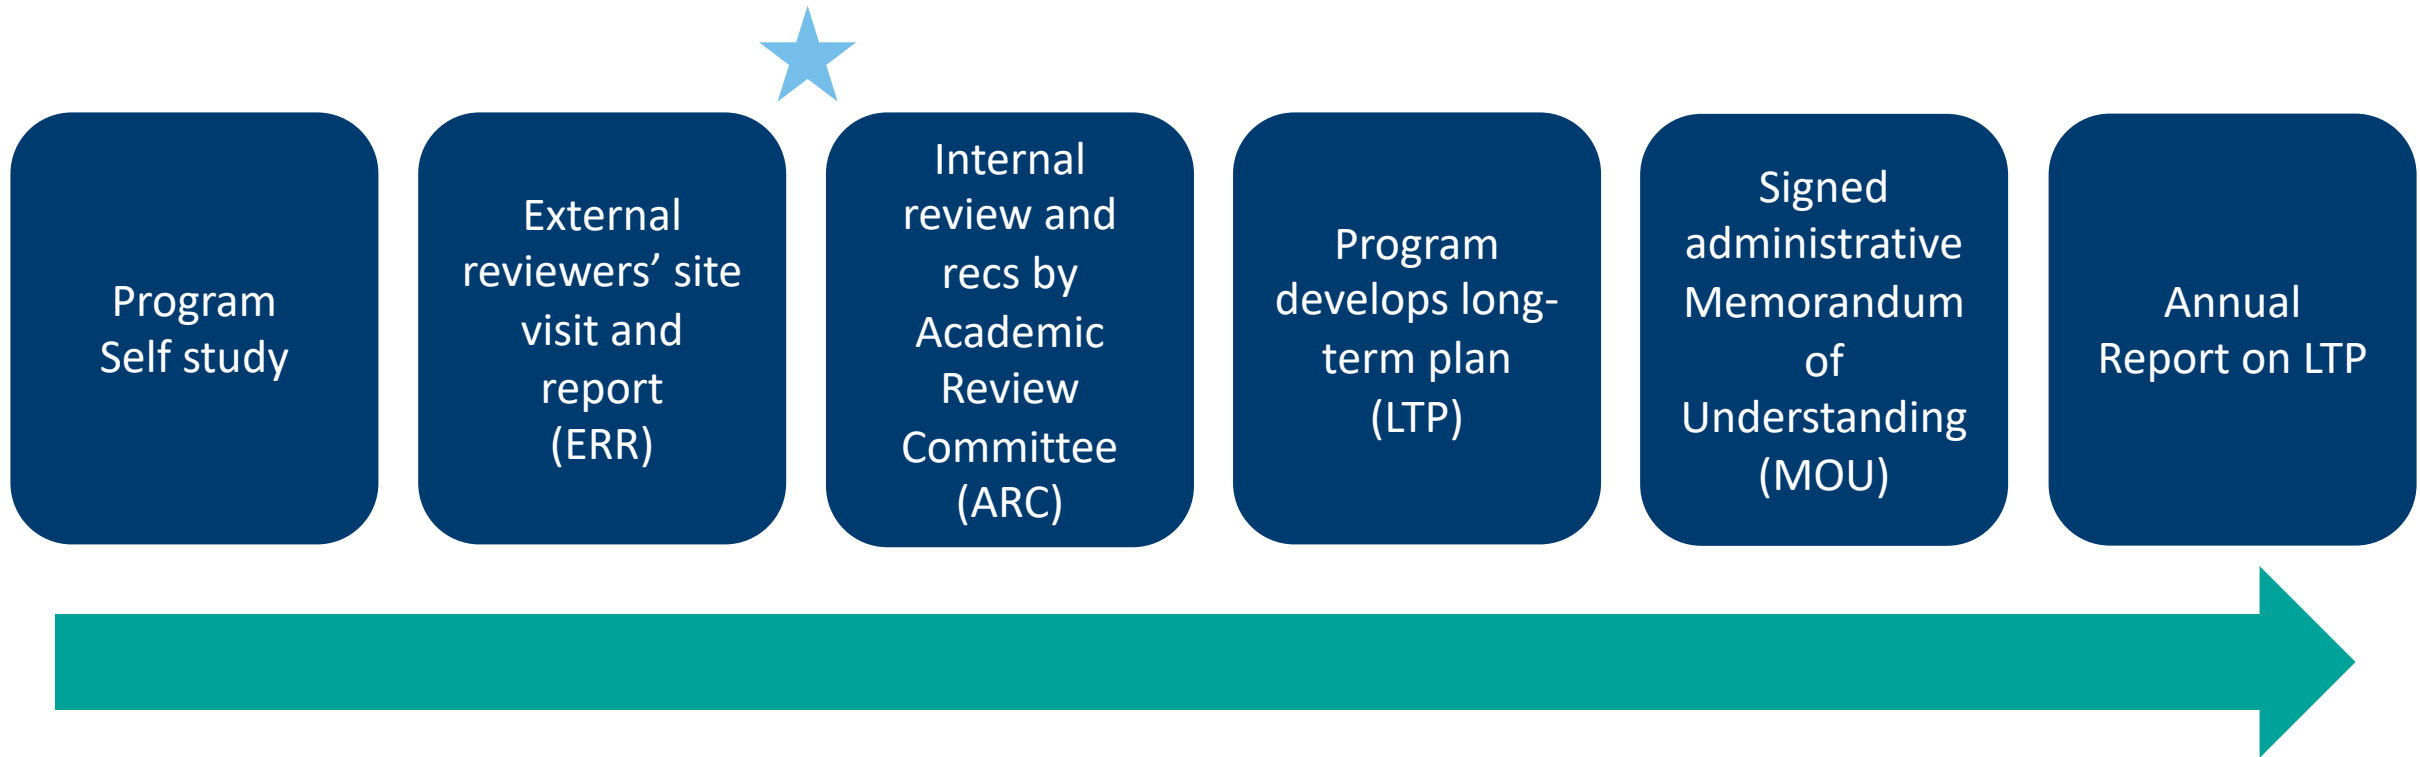 Program
Self study
External
reviewers’ site
visit and
report
(ERR)
Internal
review and
recs by
Academic
Review
Committee
(ARC)
Program
develops long-
term plan
(LTP)
Signed
administrative
Memorandum
of
Understanding
(MOU)
Annual
Report on LTP